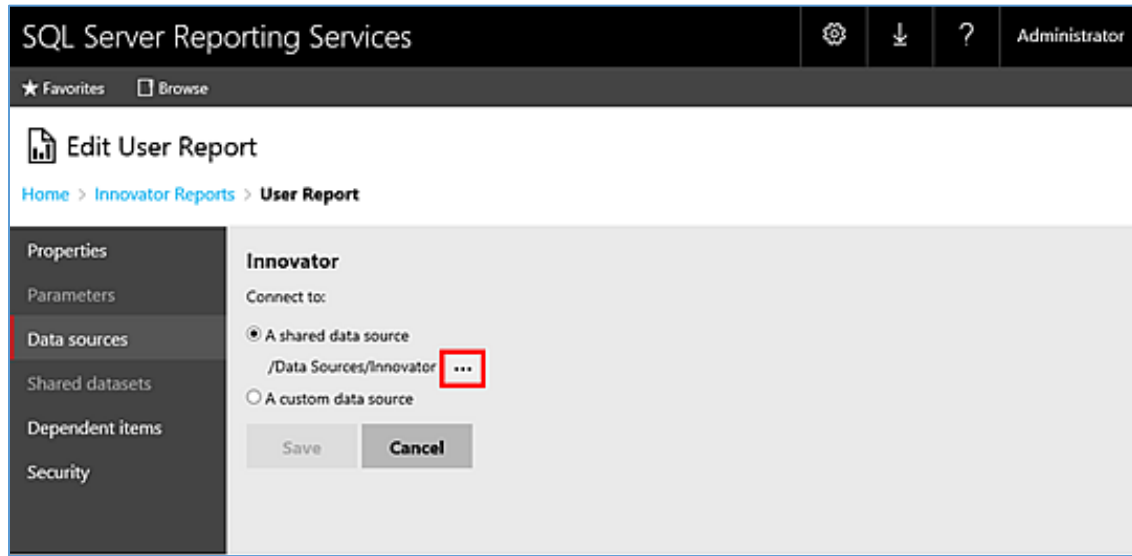 SQL Server Reporting Services
? Administrator
★ Favorites Browse
Edit User Report
Home > Innovator Reports > User Report
Properties
Innovator
Parameters
Connect to:
Data sources
A shared data source
/Data Sources/Innovator ...
Shared datasets
A custom data source
Dependent items
Save Cancel
Security